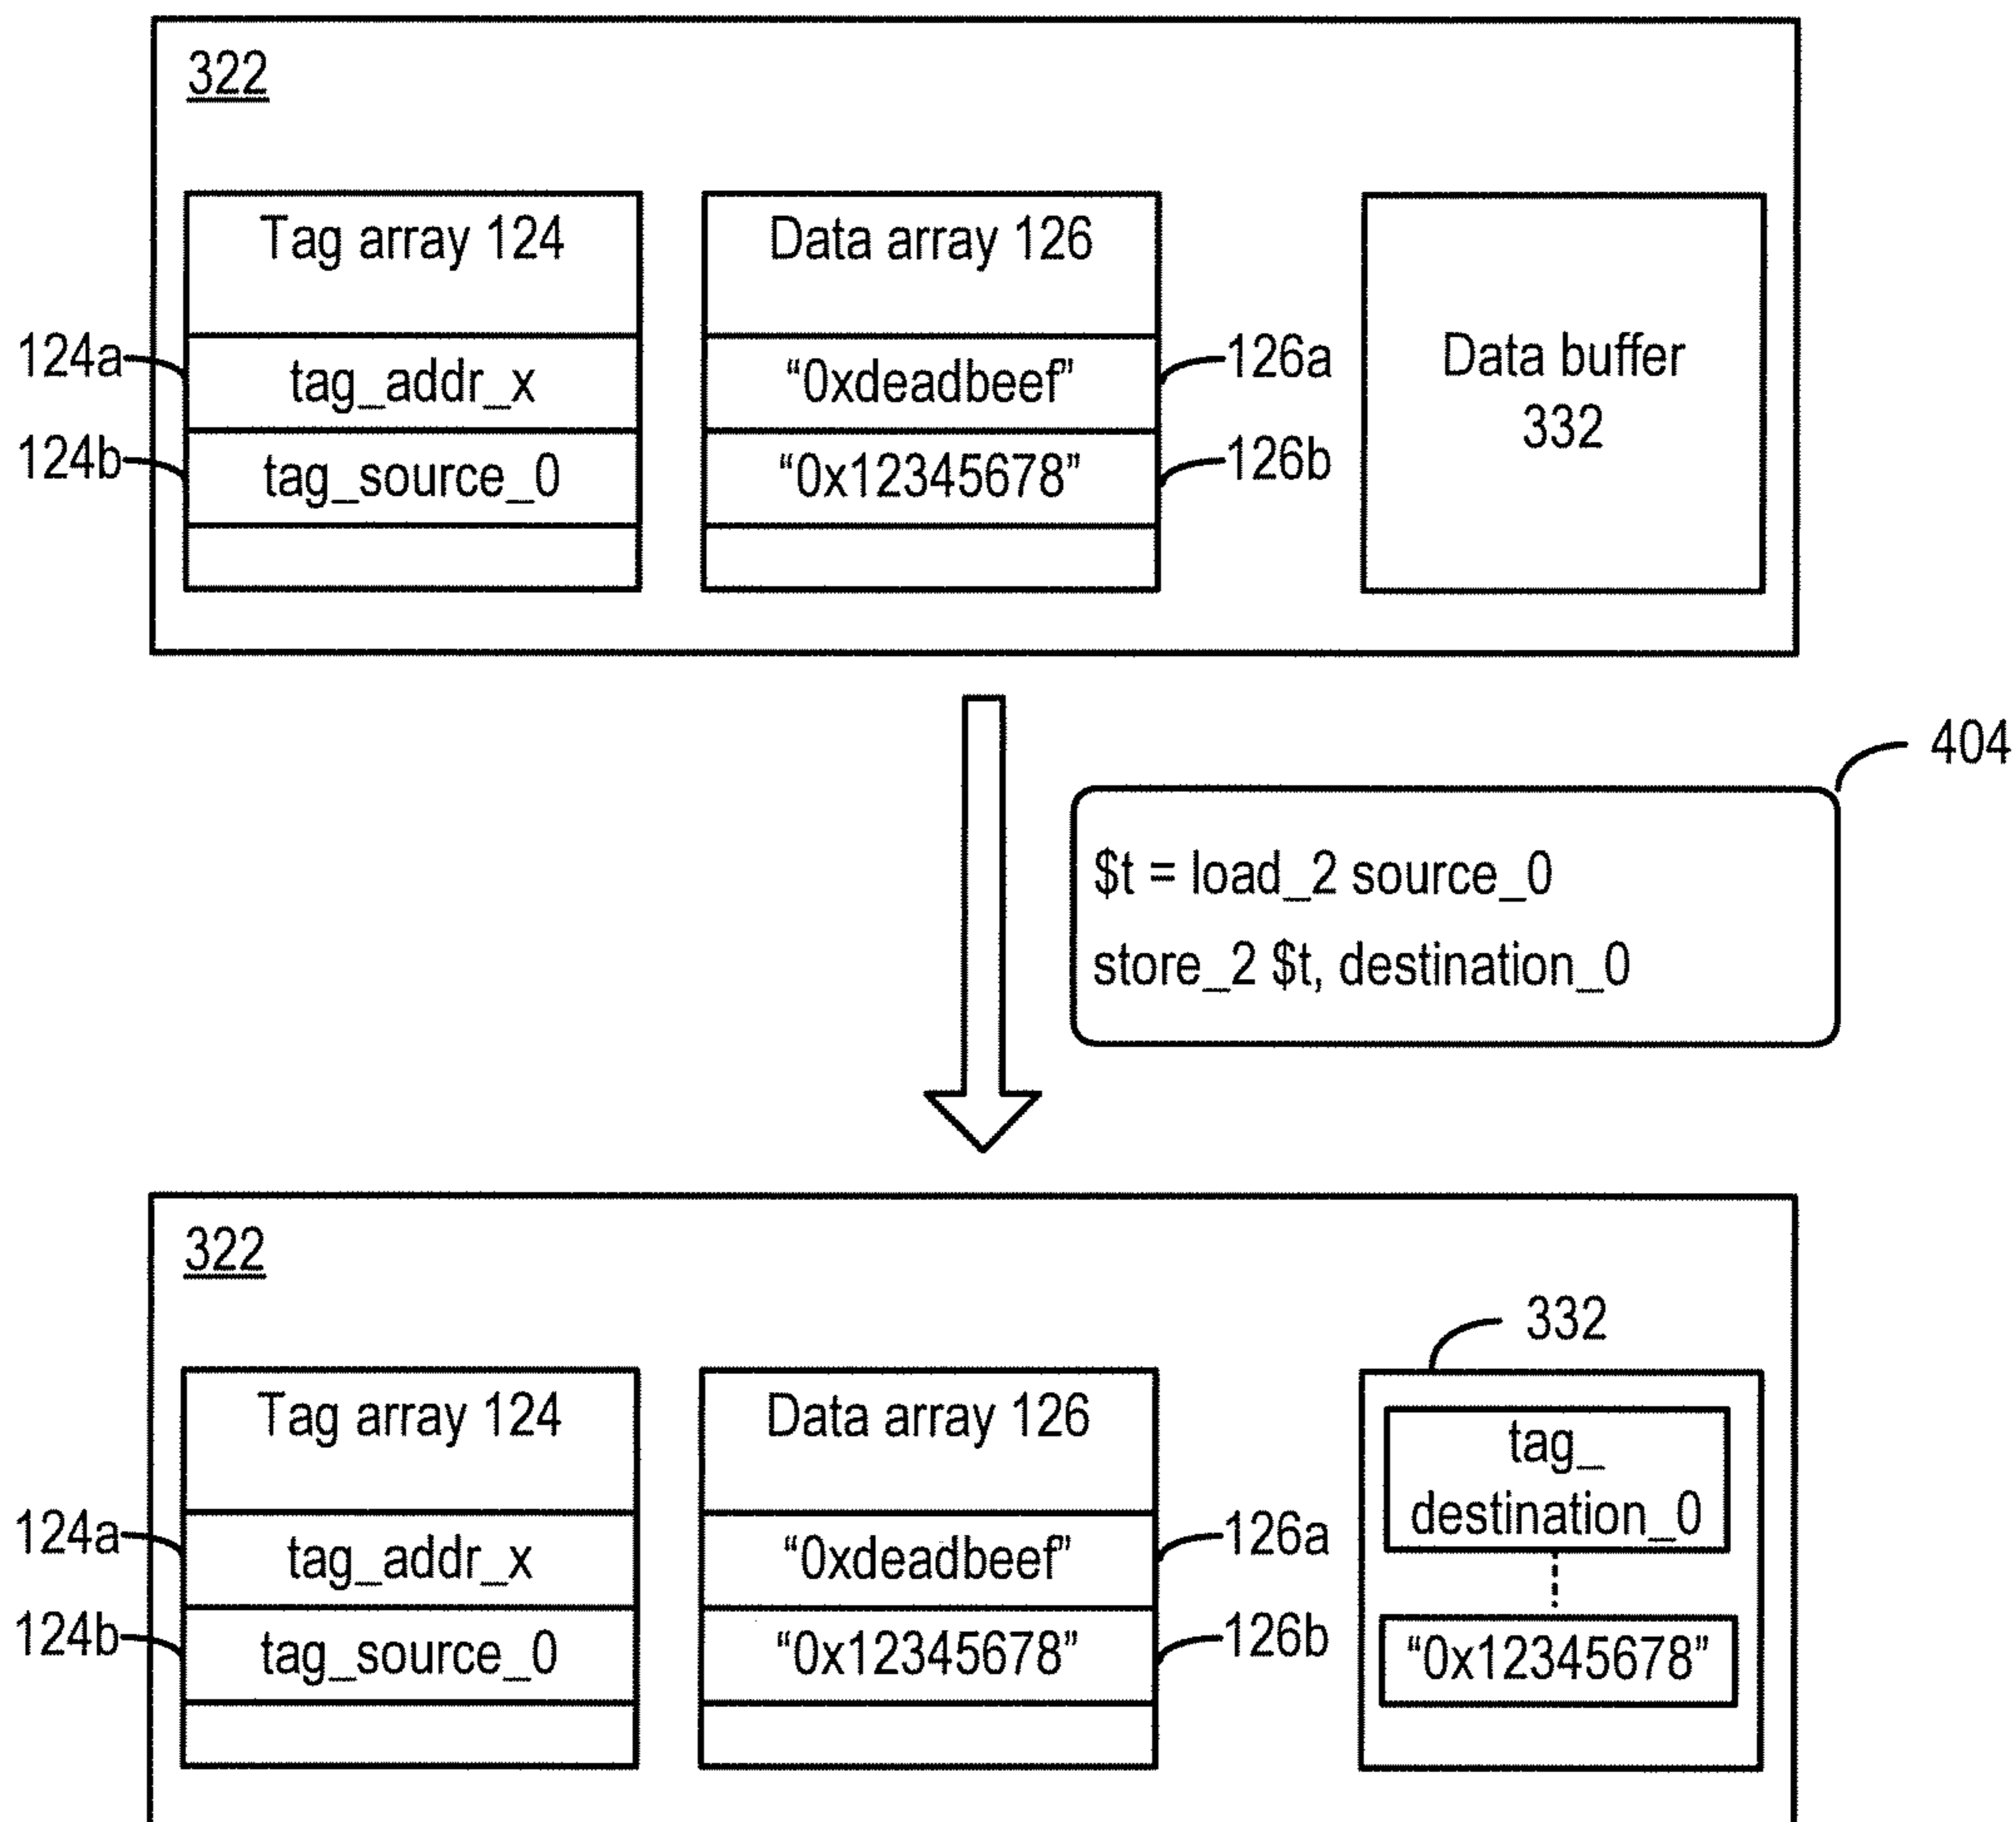 322
Tag array 124
Data array 126
124a
tag_addr_x
“0xdeadbeef”
126a
Data buffer
332
124b
tag_source_0
“0x12345678”
126b
404
$t = load_2 source_0
store_2 $t, destination_0
322
332
Tag array 124
Data array 126
tag_
destination_0
124a
tag_addr_x
“0xdeadbeef”
126a
124b
tag_source_0
“0x12345678”
126b
“0x12345678”